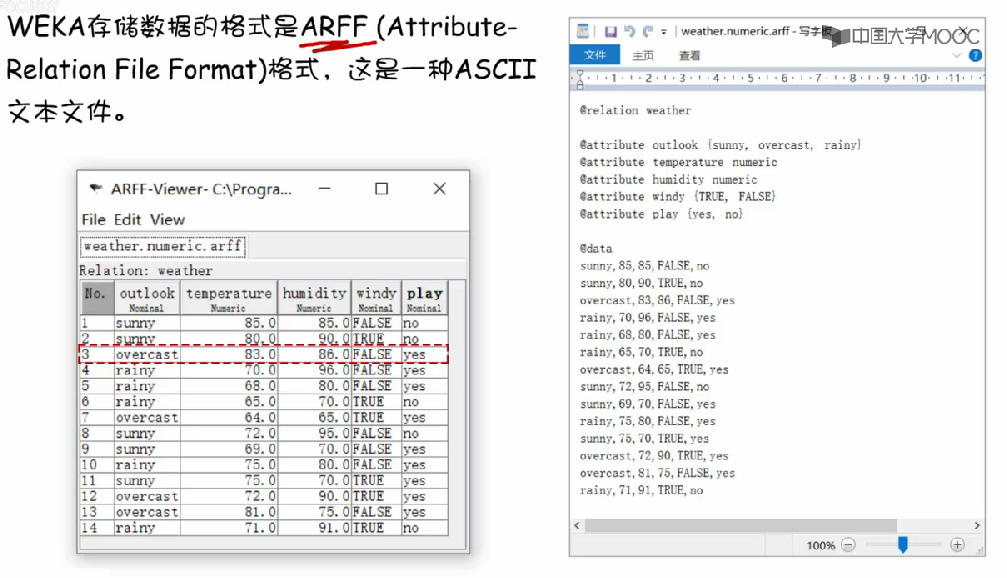 WEKA存储数据的格式是ARFF (Attribute-
Relation File Format)格式，这是一种ASCII
文本文件。
ARFF-Viewer- C:\Progra...
File Edit View
weather.numeric.arff
Relation: weather
No. outlook temperature humidity windy play
Nominal Numeric Numeric Nominal Nominal
1 sunny 85.0 85.0 FALSE no
2 sunny 80.0 90.0 TRUE no
3 overcast 83.0 86.0 FALSE yes
4 rainy 70.0 96.0 FALSE yes
5 rainy 68.0 80.0 FALSE yes
6 rainy 65.0 70.0 TRUE no
7 overcast 64.0 65.0 TRUE yes
8 sunny 72.0 95.0 FALSE no
9 sunny 69.0 70.0 FALSE yes
10 rainy 75.0 80.0 FALSE yes
11 sunny 75.0 70.0 TRUE yes
12 overcast 72.0 90.0 TRUE yes
13 overcast 81.0 75.0 FALSE yes
14 rainy 71.0 91.0 TRUE no
weather.numeric.arff - 写字板
中国大学MOOC
文件 主页 查看
1 2 3 4 5 6 7 8 9 10 11
@relation weather
@attribute outlook {sunny, overcast, rainy}
@attribute temperature numeric
@attribute humidity numeric
@attribute windy {TRUE, FALSE}
@attribute play {yes, no}
@data
sunny,85,85,FALSE,no
sunny,80,90,TRUE,no
overcast,83,86,FALSE,yes
rainy,70,96,FALSE,yes
rainy,68,80,FALSE,yes
rainy,65,70,TRUE,no
overcast,64,65,TRUE,yes
sunny,72,95,FALSE,no
sunny,69,70,FALSE,yes
rainy,75,80,FALSE,yes
sunny,75,70,TRUE,yes
overcast,72,90,TRUE,yes
overcast,81,75,FALSE,yes
rainy,71,91,TRUE,no
100%